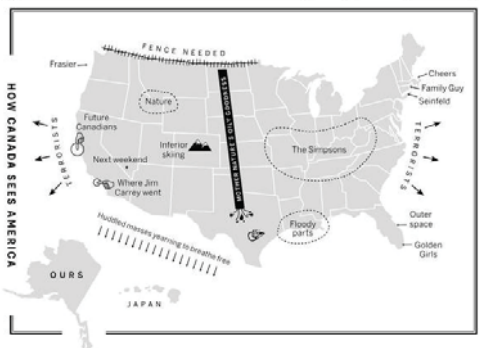 HOW CANADA SEES AMERICA
FENCE NEEDED
Frasier
Cheers
Family Guy
Seinfeld
Nature
MOTHER NATURE'S OILY GOODNESS
Future
Canadians
TERRORISTS
Inferior
skiing
The Simpsons
TERRORISTS
Next weekend
Where Jim
Carrey went
Floody
parts
Outer
space
Golden
Girls
Huddled masses yearning to breathe free
OURS
JAPAN